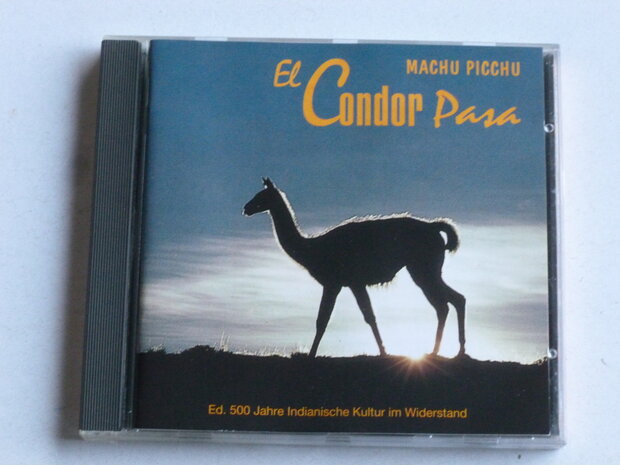 MACHU PICCHU
El Condor Pasa
Ed. 500 Jahre Indianische Kultur im Widerstand